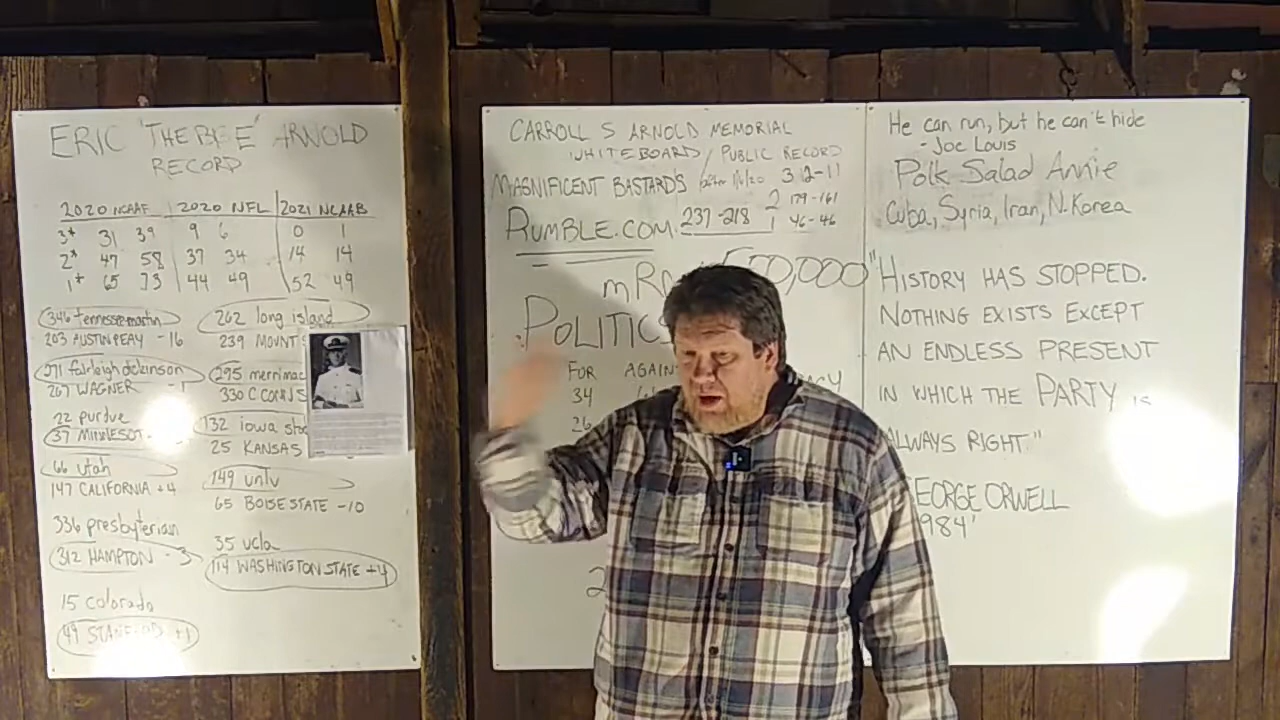 ERIC "THE BEE" ARNOLD
RECORD
2020 NCAAF 2020 NFL 2021 NCAAB
3* 31 39 9 6 0 1
2* 47 58 37 34 14 14
1* 65 73 44 49 52 49
346 tennessee martin
203 AUSTIN PEAY -16
271 fairleigh dickinson
267 WAGNER -1
22 purdue
37 MINNESOT
66 utah
147 CALIFORNIA +4
336 presbyterian
312 HAMPTON - 3
15 colorado
49 STANFORD +1
262 long island
239 MOUNT S
295 merrimac
330 C CONN S
132 iowa sta
25 KANSAS
149 unlv
65 BOISE STATE -10
35 ucla
114 WASHINGTON STATE +4
CARROLL S ARNOLD MEMORIAL
WHITEBOARD / PUBLIC RECORD
MAGNIFICENT BASTARDS 3 12-11
2 179-161
RUMBLE.COM 237-218 1 46-46
POLITIC
FOR AGAIN
34
26
He can run, but he can't hide
- Joe Louis
Polk Salad Annie
Cuba, Syria, Iran, N. Korea
"HISTORY HAS STOPPED.
NOTHING EXISTS EXCEPT
AN ENDLESS PRESENT
IN WHICH THE PARTY IS
ALWAYS RIGHT."
GEORGE ORWELL
984'